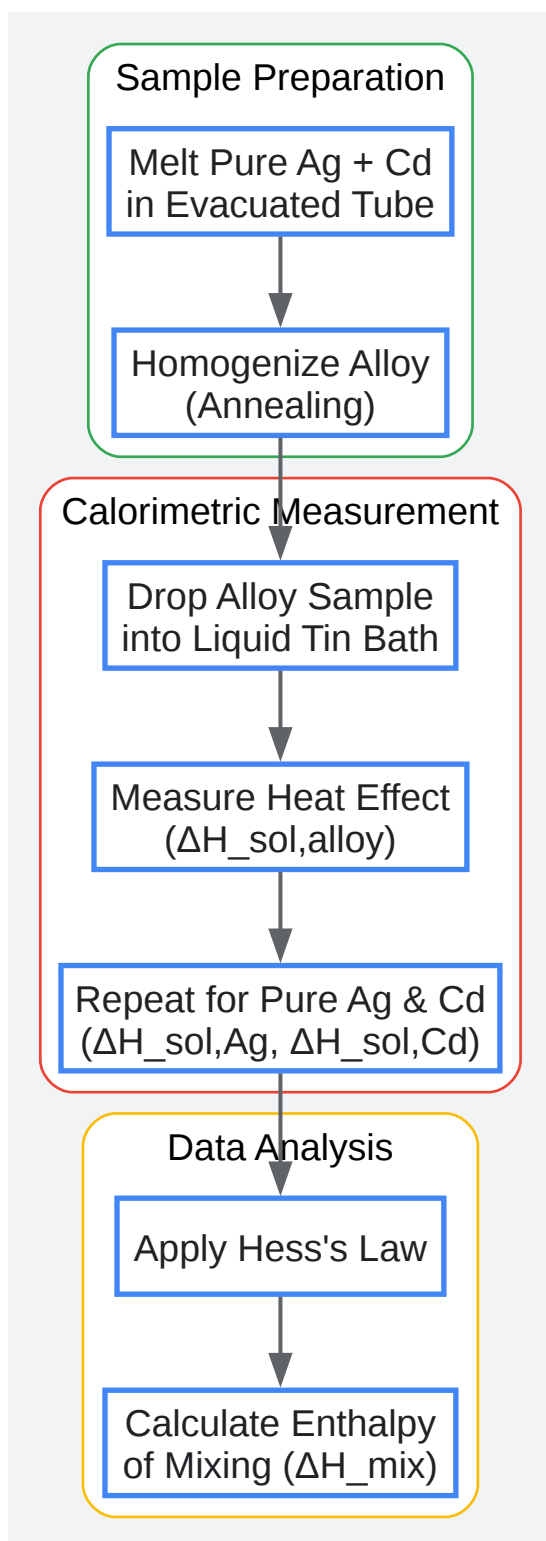 Sample Preparation
Melt Pure Ag + Cd
in Evacuated Tube
Homogenize Alloy
(Annealing)
Calorimetric Measurement
Drop Alloy Sample
into Liquid Tin Bath
Measure Heat Effect
(ΔH_sol,alloy)
Repeat for Pure Ag & Cd
(ΔH_sol,Ag, ΔH_sol,Cd)
Data Analysis
Apply Hess's Law
Calculate Enthalpy
of Mixing (ΔH_mix)